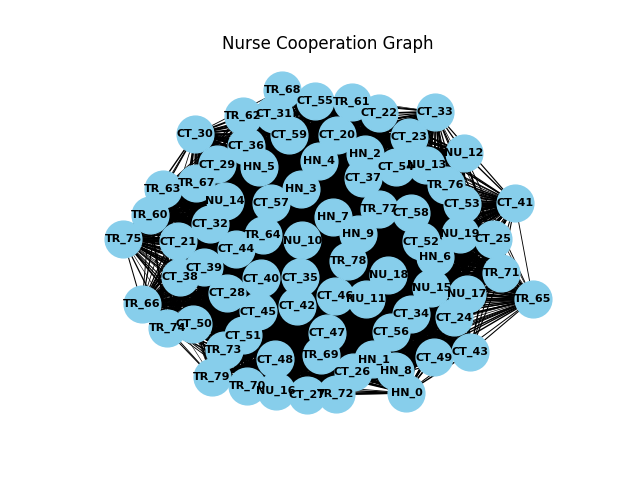 Nurse Cooperation Graph
TR_68
CT_55
TR_61
CT_33
TR_62
CT_31
CT_22
CT_30
CT_59
CT_20
CT_23
CT_36
HN_4
HN_2
NU_12
CT_29
HN_5
CT_54
NU_13
TR_63
TR_67
CT_37
TR_76
HN_3
NU_14
CT_57
CT_53
CT_41
TR_60
CT_32
HN_7
TR_77
CT_58
TR_75
CT_21
TR_64
NU_10
HN_9
CT_52
NU_19
CT_25
CT_44
HN_6
CT_39
TR_78
CT_38
CT_40
CT_35
NU_18
TR_71
TR_66
CT_28
CT_42
CT_46
NU_11
NU_15
NU_17
TR_65
TR_74
CT_50
CT_45
CT_34
CT_24
CT_51
CT_47
CT_56
TR_73
CT_48
TR_69
HN_1
CT_49
CT_43
TR_79
TR_70
NU_16
CT_27
TR_72
CT_26
HN_8
HN_0